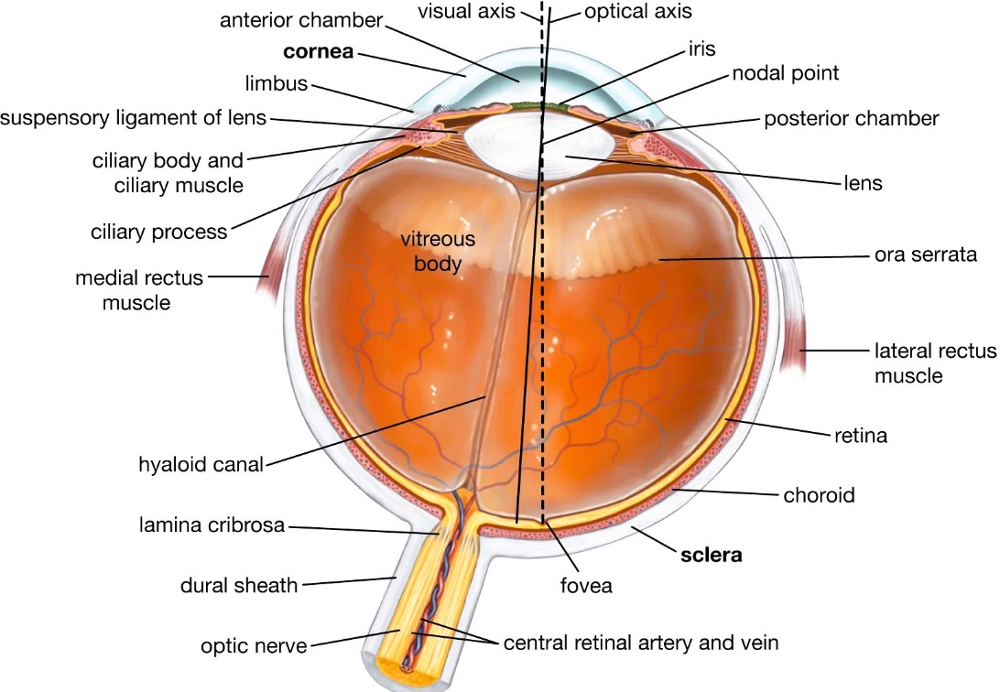 visual axis
optical axis
anterior chamber
cornea
iris
nodal point
limbus
suspensory ligament of lens
posterior chamber
ciliary body and
ciliary muscle
lens
ciliary process
vitreous
body
ora serrata
medial rectus
muscle
lateral rectus
muscle
retina
hyaloid canal
choroid
lamina cribrosa
sclera
dural sheath
fovea
optic nerve
central retinal artery and vein